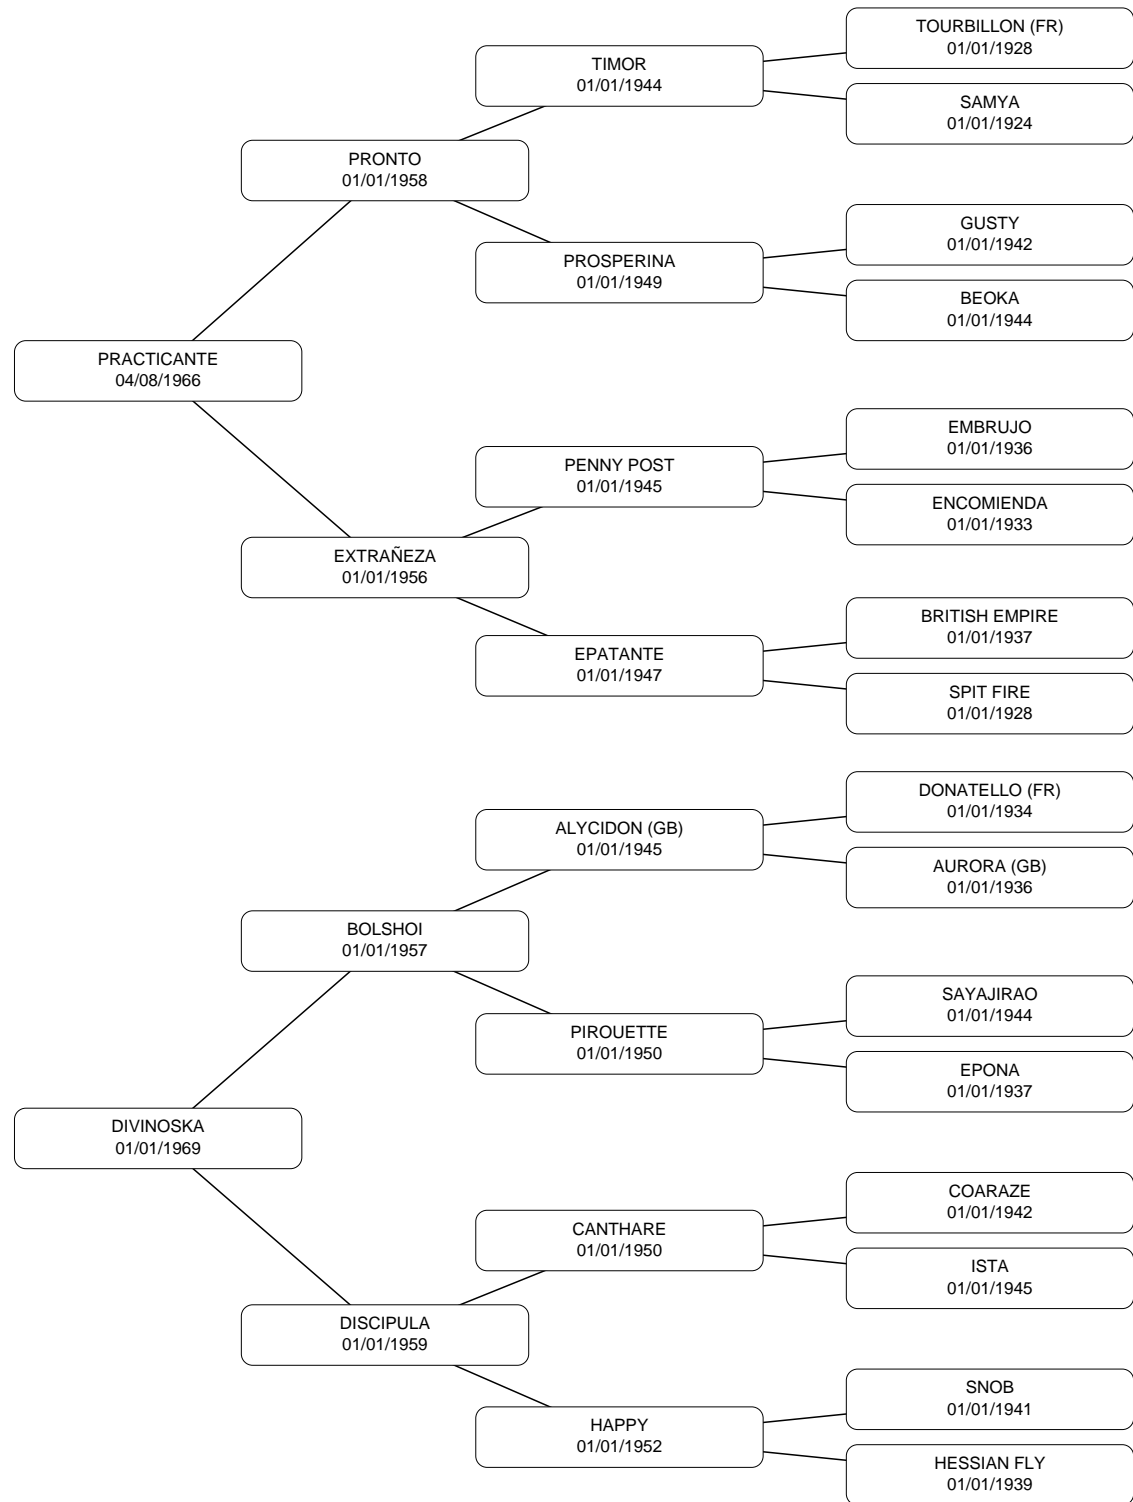 TOURBILLON (FR)
01/01/1928
TIMOR
01/01/1944
SAMYA
01/01/1924
PRONTO
01/01/1958
GUSTY
01/01/1942
PROSPERINA
01/01/1949
BEOKA
01/01/1944
PRACTICANTE
04/08/1966
EMBRUJO
01/01/1936
PENNY POST
01/01/1945
ENCOMIENDA
01/01/1933
EXTRAÑEZA
01/01/1956
BRITISH EMPIRE
01/01/1937
EPATANTE
01/01/1947
SPIT FIRE
01/01/1928
DONATELLO (FR)
01/01/1934
ALYCIDON (GB)
01/01/1945
AURORA (GB)
01/01/1936
BOLSHOI
01/01/1957
SAYAJIRAO
01/01/1944
PIROUETTE
01/01/1950
EPONA
01/01/1937
DIVINOSKA
01/01/1969
COARAZE
01/01/1942
CANTHARE
01/01/1950
ISTA
01/01/1945
DISCIPULA
01/01/1959
SNOB
01/01/1941
HAPPY
01/01/1952
HESSIAN FLY
01/01/1939